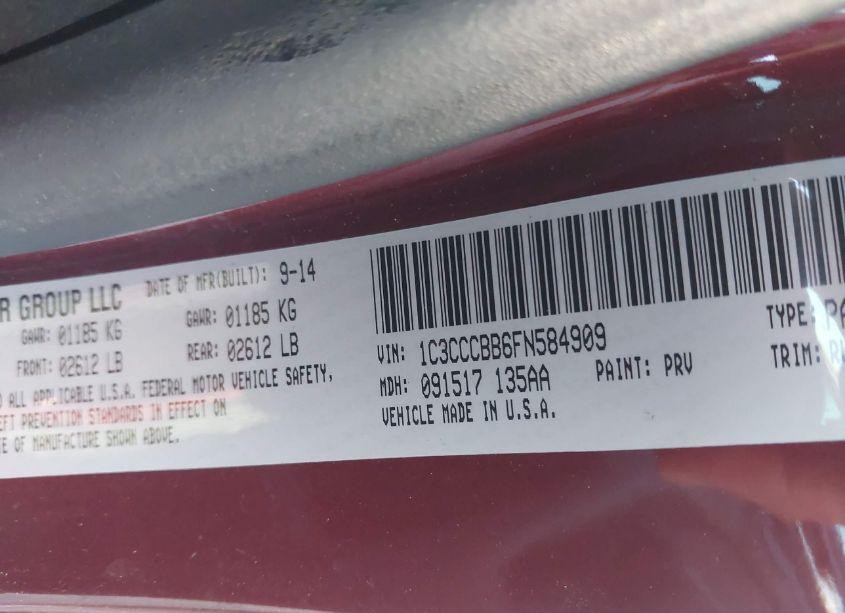 R GROUP LLC DATE OF MFR(BUILT): 9-14
GAWR: 01185 KG GAWR: 01185 KG
FRONT: 02612 LB REAR: 02612 LB
O ALL APPLICABLE U.S.A. FEDERAL MOTOR VEHICLE SAFETY,
EFT PREVENTION STANDARDS IN EFFECT ON
TE OF MANUFACTURE SHOWN ABOVE.
VIN: 1C3CCCBB6FN584909 TYPE: PA
MDH: 091517 135AA PAINT: PRV TRIM:
VEHICLE MADE IN U.S.A.